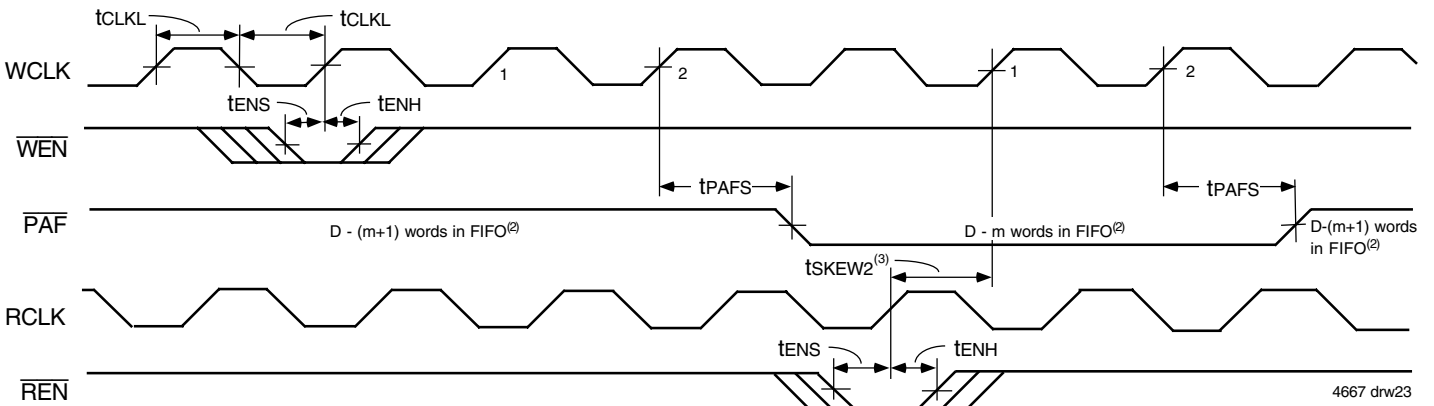 tCLKL tCLKL
WCLK
1 2 1 2
tENS tENH
WEN
tPAFS tPAFS
PAF
D - (m+1) words in FIFO(2)
D - m words in FIFO(2)
D-(m+1) words
in FIFO(2)
tSKEW2(3)
RCLK
tENS tENH
REN
4667 drw23